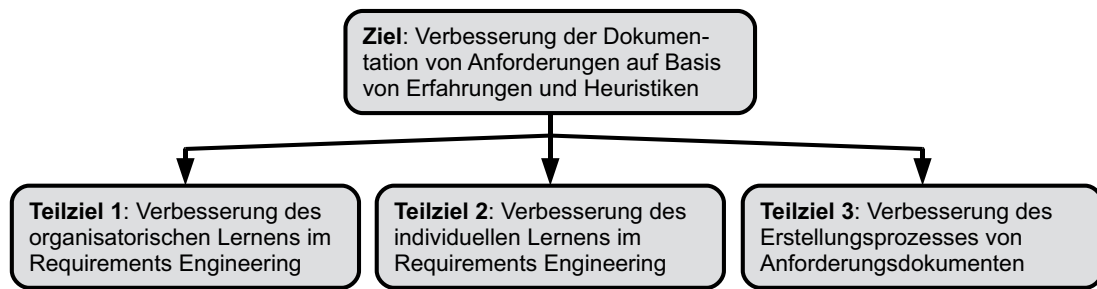 Ziel: Verbesserung der Dokumen-
tation von Anforderungen auf Basis
von Erfahrungen und Heuristiken
Teilziel 1: Verbesserung des
organisatorischen Lernens im
Requirements Engineering
Teilziel 2: Verbesserung des
individuellen Lernens im
Requirements Engineering
Teilziel 3: Verbesserung des
Erstellungsprozesses von
Anforderungsdokumenten